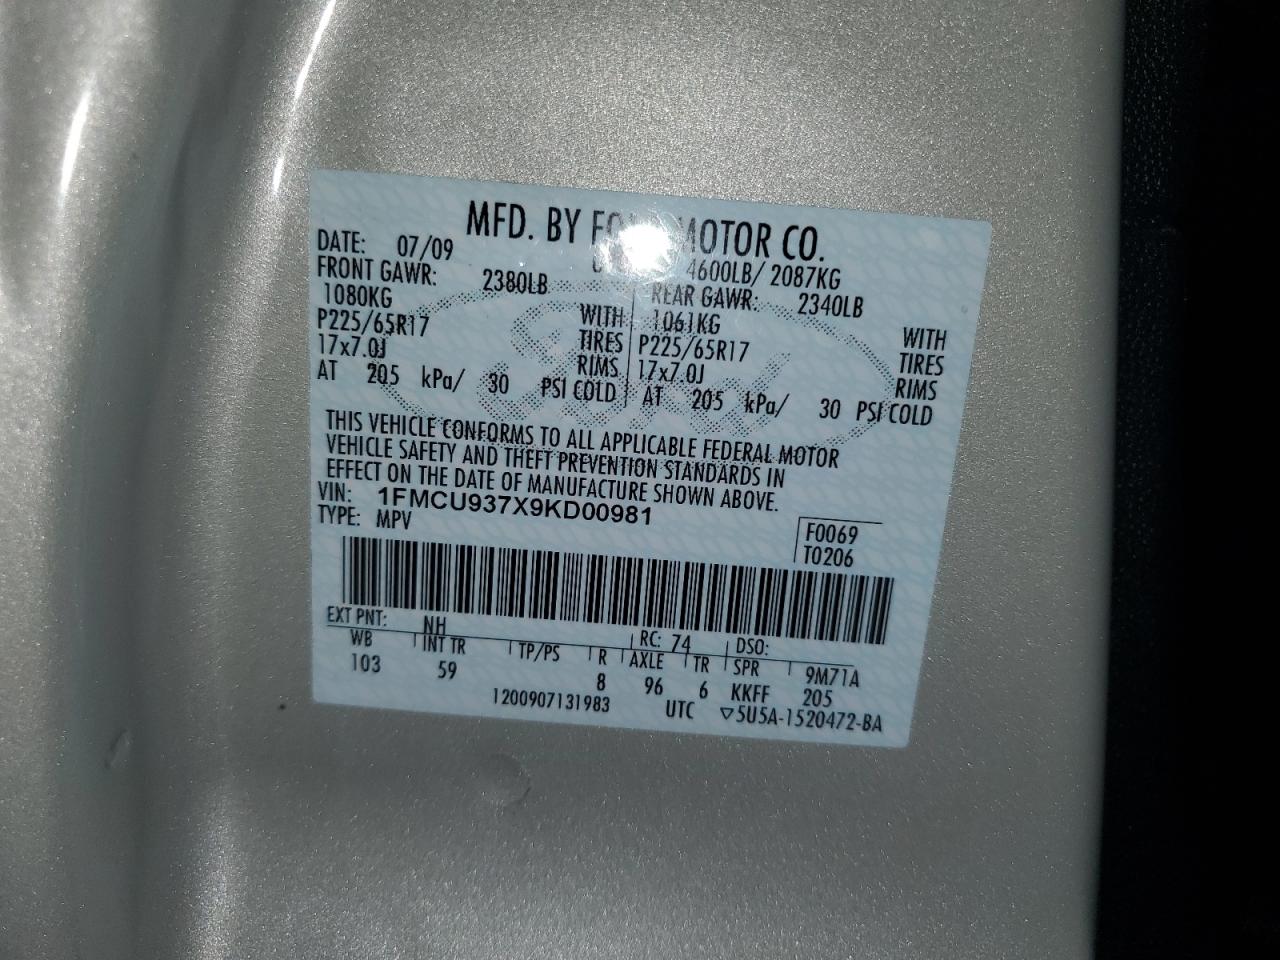 MFD. BY FORD MOTOR CO.
DATE: 07/09 4600LB/ 2087KG
FRONT GAWR: 2380LB REAR GAWR: 2340LB
1080KG WITH 1061KG WITH
P225/65R17 TIRES P225/65R17 TIRES
17x7.0J RIMS 17x7.0J RIMS
AT 205 kPa/ 30 PSI COLD AT 205 kPa/ 30 PSI COLD
THIS VEHICLE CONFORMS TO ALL APPLICABLE FEDERAL MOTOR
VEHICLE SAFETY AND THEFT PREVENTION STANDARDS IN
EFFECT ON THE DATE OF MANUFACTURE SHOWN ABOVE.
VIN: 1FMCU937X9KD00981
TYPE: MPV F0069
T0206
EXT PNT: NH RC: 74 DSO:
WB INT TR TP/PS R AXLE TR SPR 9M71A
103 59 8 96 6 KKFF 205
1200907131983 UTC ▽5U5A-1520472-BA